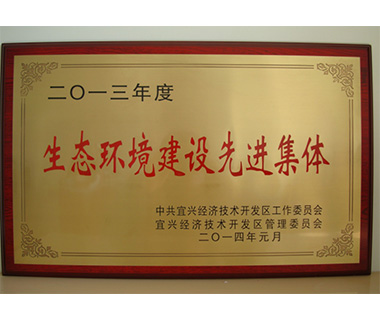 二〇一三年度
生态环境建设先进集体
中共宜兴经济技术开发区工作委员会
宜兴经济技术开发区管理委员会
二〇一四年元月